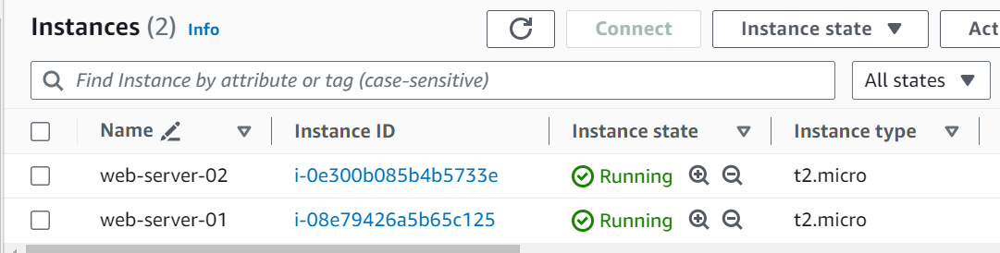 Instances (2) Info Connect Instance state Act
Find Instance by attribute or tag (case-sensitive) All states
Name Instance ID Instance state Instance type
web-server-02 i-0e300b085b4b5733e Running t2.micro
web-server-01 i-08e79426a5b65c125 Running t2.micro